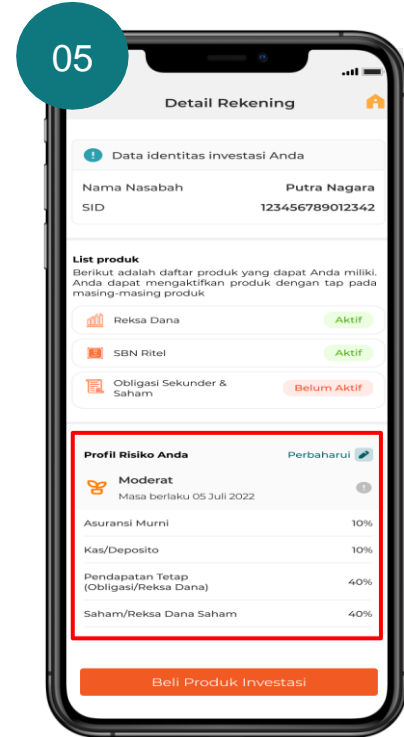 05
Detail Rekening
Data identitas investasi Anda
Nama Nasabah Putra Nagara
SID 123456789012342
List produk
Berikut adalah daftar produk yang dapat Anda miliki.
Anda dapat mengaktifkan produk dengan tap pada
masing-masing produk
Reksa Dana Aktif
SBN Ritel Aktif
Obligasi Sekunder &
Saham Belum Aktif
Profil Risiko Anda Perbaharui
Moderat
Masa berlaku 05 Juli 2022
Asuransi Murni 10%
Kas/Deposito 10%
Pendapatan Tetap
(Obligasi/Reksa Dana) 40%
Saham/Reksa Dana Saham 40%
Beli Produk Investasi